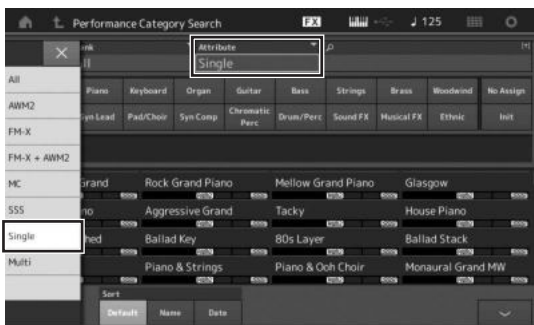 Performance Category Search FX 125
Attribute
Single
All
AWM2
FM-X
FM-X + AWM2
MC
SSS
Single
Multi
Piano Keyboard Organ Guitar Bass Strings Brass Woodwind No Assign
Syn Lead Pad/Choir Syn Comp Chromatic Perc Drum/Perc Sound FX Musical FX Ethnic Init
Grand Rock Grand Piano Mellow Grand Piano Glasgow
Aggressive Grand Tacky House Piano
Ballad Key 80s Layer Ballad Stack
Piano & Strings Piano & Ooh Choir Monaural Grand MW
Sort
Default Name Date